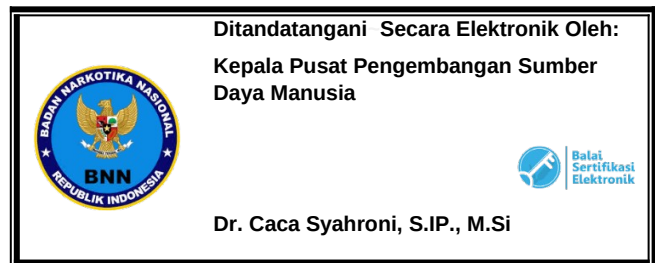 Ditandatangani Secara Elektronik Oleh:
Kepala Pusat Pengembangan Sumber
Daya Manusia
BADAN NARKOTIKA NASIONAL
BNN
REPUBLIK INDONESIA
Balai
Sertifikasi
Elektronik
Dr. Caca Syahroni, S.IP., M.Si